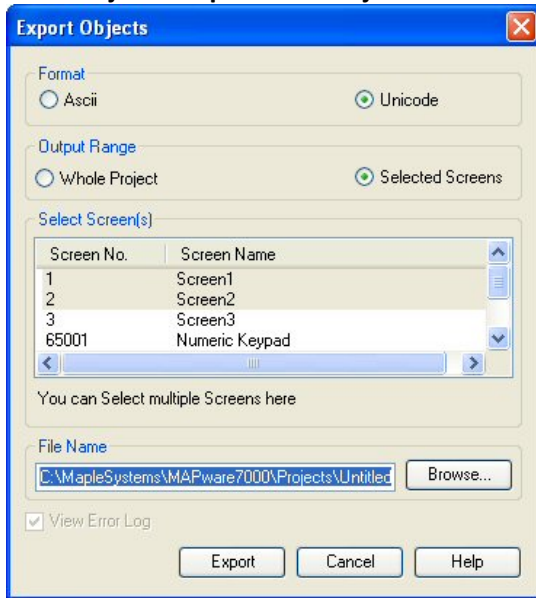 Export Objects
Format
Ascii
Unicode
Output Range
Whole Project
Selected Screens
Select Screen(s)
Screen No. Screen Name
1 Screen1
2 Screen2
3 Screen3
65001 Numeric Keypad
You can Select multiple Screens here
File Name
C:\MapleSystems\MAPware7000\Projects\Untitled
Browse...
View Error Log
Export
Cancel
Help